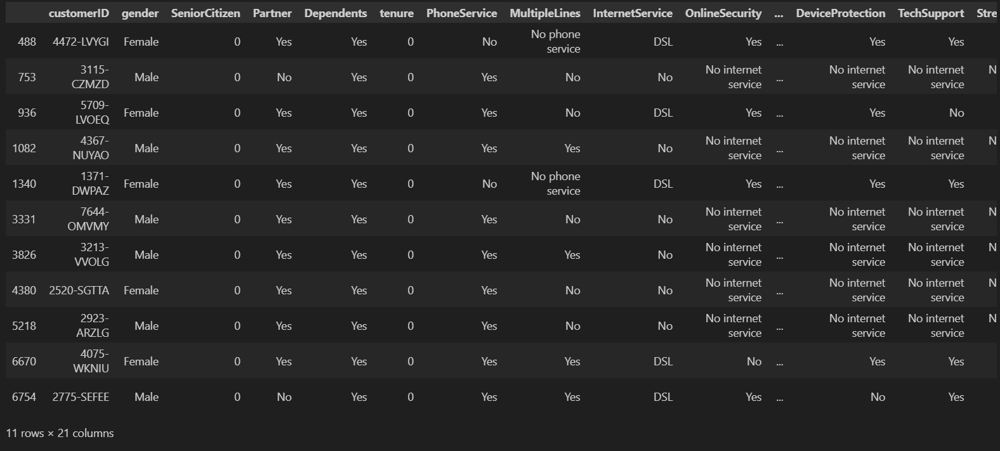 customerID gender SeniorCitizen Partner Dependents tenure PhoneService MultipleLines InternetService OnlineSecurity ... DeviceProtection TechSupport Stre
488 4472-LVYGI Female 0 Yes Yes 0 No No phone service DSL Yes ... Yes Yes
753 3115-CZMZD Male 0 No Yes 0 Yes No No No internet service ... No internet service No internet service N
936 5709-LVOEQ Female 0 Yes Yes 0 Yes No DSL Yes ... Yes No
1082 4367-NUYAO Male 0 Yes Yes 0 Yes Yes No No internet service ... No internet service No internet service N
1340 1371-DWPAZ Female 0 Yes Yes 0 No No phone service DSL Yes ... Yes Yes
3331 7644-OMVMY Male 0 Yes Yes 0 Yes No No No internet service ... No internet service No internet service N
3826 3213-VVOLG Male 0 Yes Yes 0 Yes Yes No No internet service ... No internet service No internet service N
4380 2520-SGTTA Female 0 Yes Yes 0 Yes No No No internet service ... No internet service No internet service N
5218 2923-ARZLG Male 0 Yes Yes 0 Yes No No No internet service ... No internet service No internet service N
6670 4075-WKNIU Female 0 Yes Yes 0 Yes Yes DSL No ... Yes Yes
6754 2775-SEFEE Male 0 No Yes 0 Yes Yes DSL Yes ... No Yes
11 rows × 21 columns